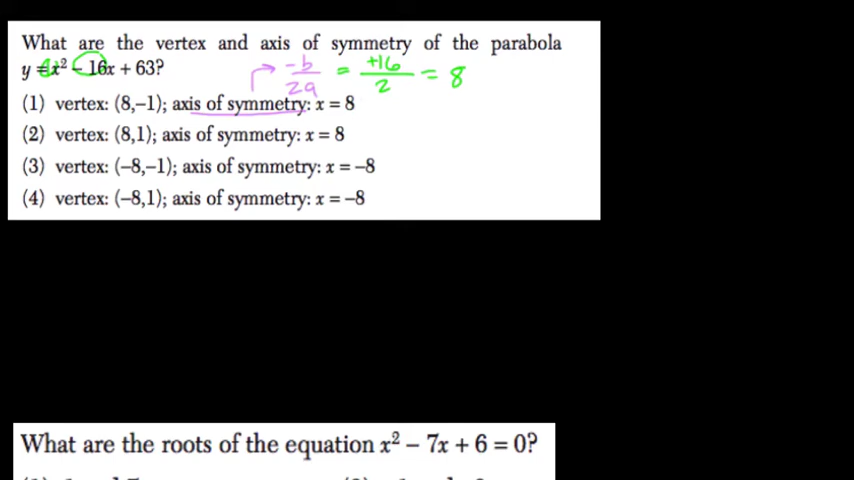 What are the vertex and axis of symmetry of the parabola
y = x² – 16x + 63?
-b/2a = +16/2 = 8
(1) vertex: (8,–1); axis of symmetry: x = 8
(2) vertex: (8,1); axis of symmetry: x = 8
(3) vertex: (–8,–1); axis of symmetry: x = –8
(4) vertex: (–8,1); axis of symmetry: x = –8
What are the roots of the equation x² – 7x + 6 = 0?